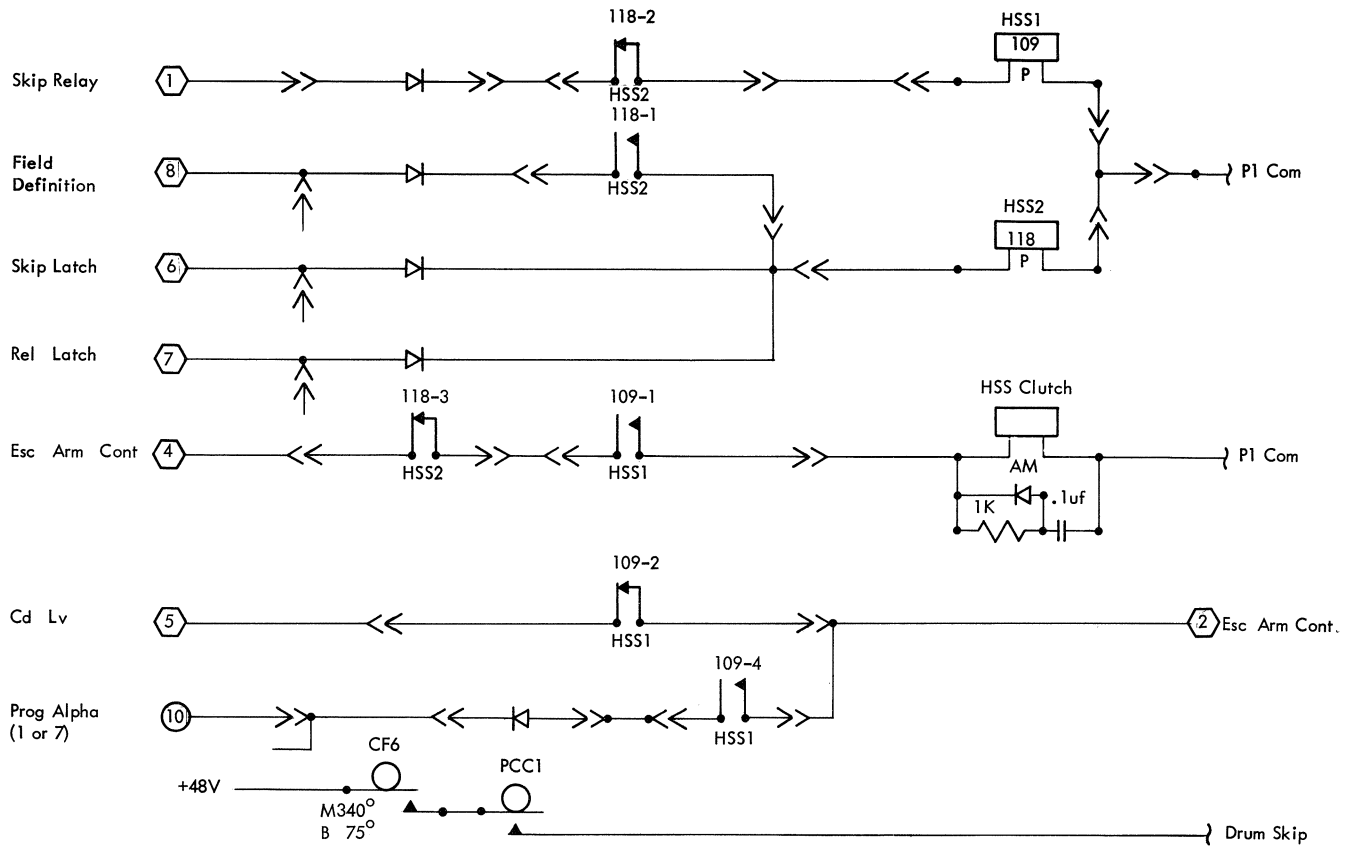 118-2
HSS1
109
P
Skip Relay
1
HSS2
118-1
Field
Definition
8
HSS2
P1 Com
HSS2
118
P
Skip Latch
6
Rel Latch
7
118-3
109-1
HSS Clutch
Esc Arm Cont
4
HSS2
HSS1
P1 Com
AM
1K
.1uf
109-2
Cd Lv
5
HSS1
2
Esc Arm Cont.
109-4
Prog Alpha
(1 or 7)
10
HSS1
CF6
PCC1
+48V
M340°
B 75°
Drum Skip